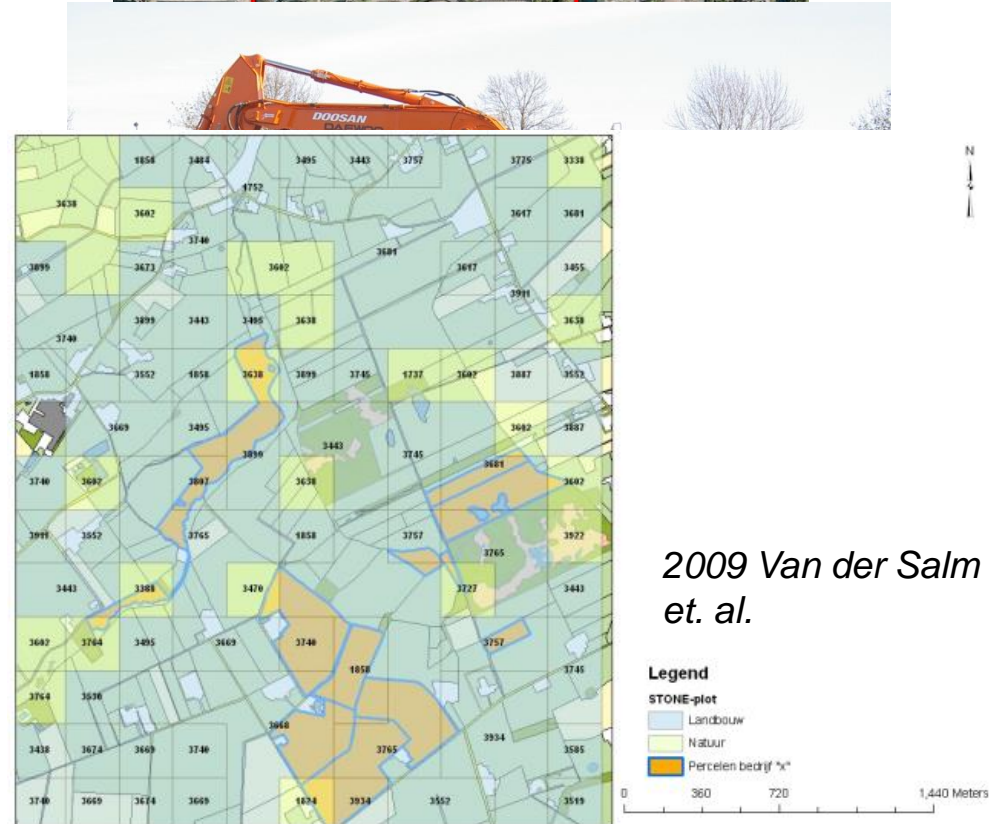 DOOSAN
1858 3484 3495 3443 3757 3775 3338
1752
3638 3602 3617 3681
3740
3681
3899 3673 3602 3617 3455
3911
3899 3443 3495 3638 3638
3740
1858 3552 1858 3638 3899 3745 1737 3602 3887 3552
3669 3495 3602 3887
3443
3899 3745
3681
3740 3602 3807 3638 3602
3911 3552 3765 1858 3757 3922
3765
3443 3388 3470 3727 3443
3602 3764 3495 3669 3740 3757
1858 3745
3764 3530
3668 3934
3438 3674 3669 3740 3765 3585
3740 3669 3674 3669 1824 3934 3552 3519
N
2009 Van der Salm
et. al.
Legend
STONE-plot
Landbouw
Natuur
Percelen bedrijf "x"
0 360 720 1,440 Meters